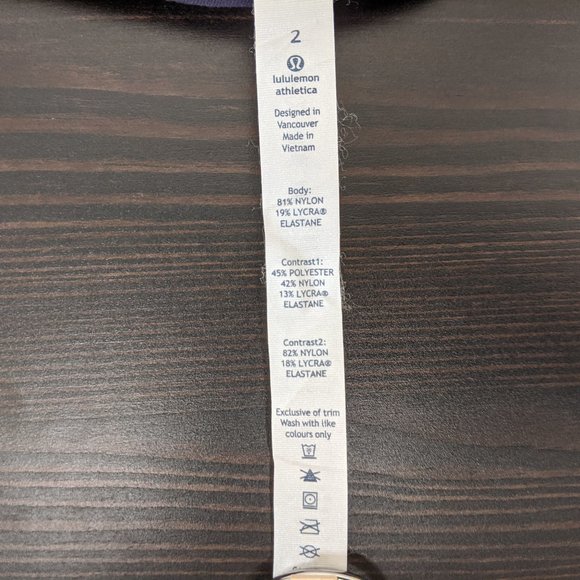 2
lululemon
athletica
Designed in
Vancouver
Made in
Vietnam
Body:
81% NYLON
19% LYCRA®
ELASTANE
Contrast1:
45% POLYESTER
42% NYLON
13% LYCRA®
ELASTANE
Contrast2:
82% NYLON
18% LYCRA®
ELASTANE
Exclusive of trim
Wash with like
colours only